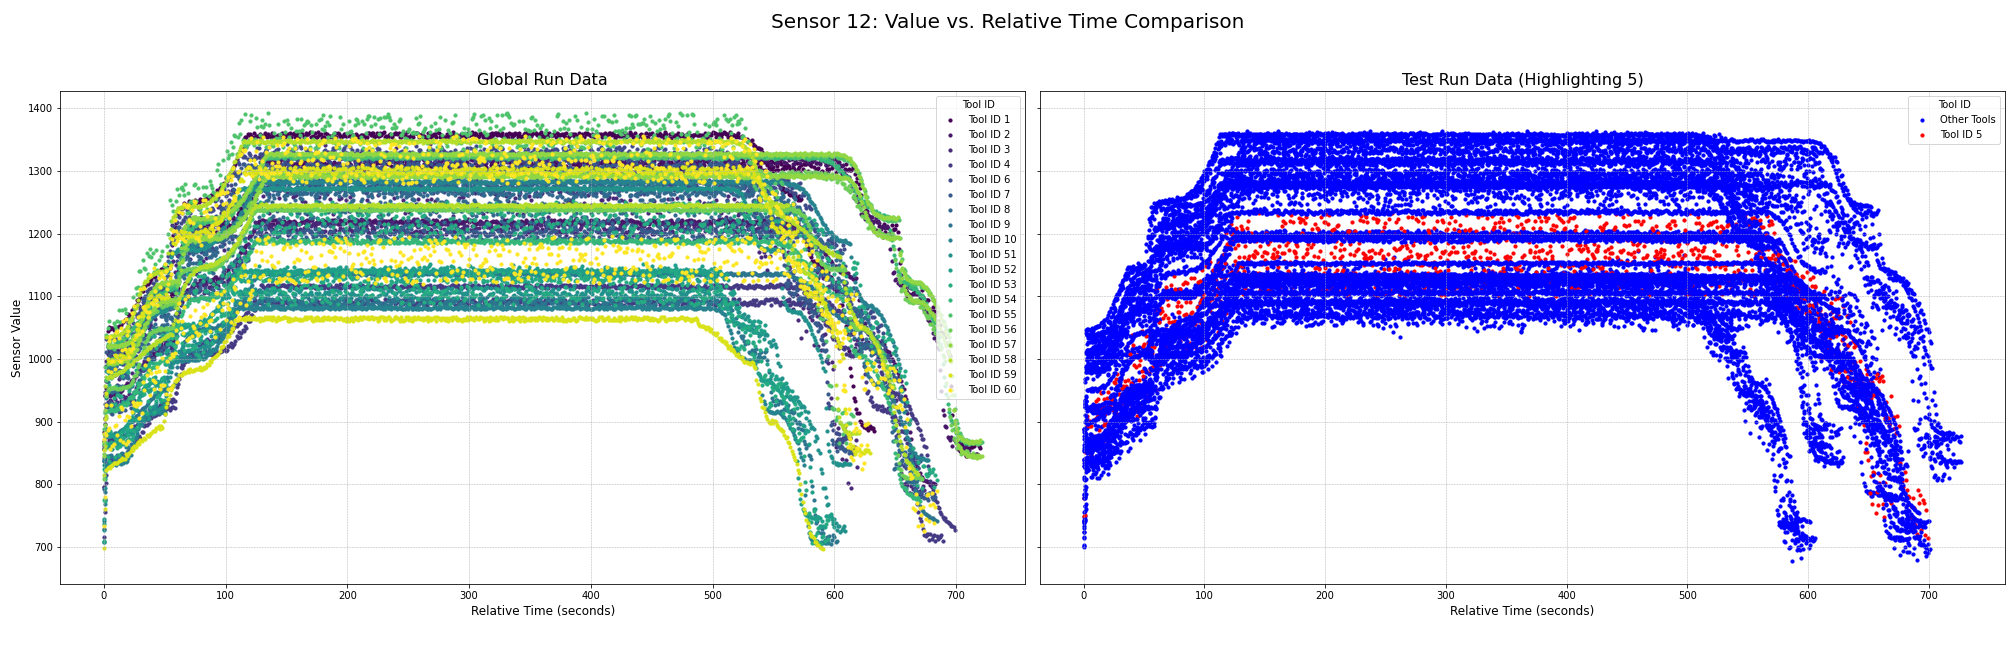 Sensor 12: Value vs. Relative Time Comparison
Global Run Data
Sensor Value
1400
1300
1200
1100
1000
900
800
700
0
100
200
300
400
500
600
700
Relative Time (seconds)
Tool ID
Tool ID 1
Tool ID 2
Tool ID 3
Tool ID 4
Tool ID 6
Tool ID 7
Tool ID 8
Tool ID 9
Tool ID 10
Tool ID 51
Tool ID 52
Tool ID 53
Tool ID 54
Tool ID 55
Tool ID 56
Tool ID 57
Tool ID 58
Tool ID 59
Tool ID 60
Test Run Data (Highlighting 5)
Tool ID
Other Tools
Tool ID 5
0
100
200
300
400
500
600
700
Relative Time (seconds)